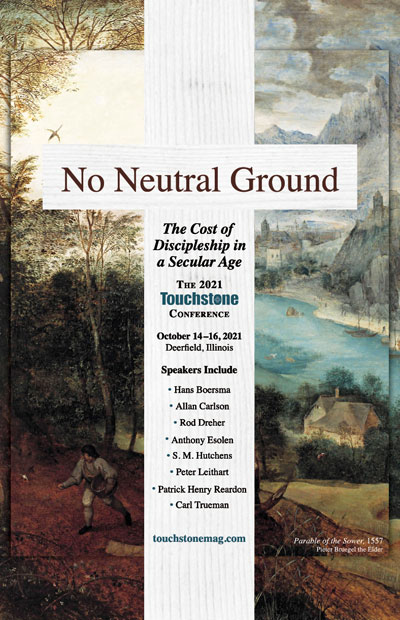 No Neutral Ground
The Cost of
Discipleship in
a Secular Age
The 2021
Touchstone
Conference
October 14–16, 2021
Deerfield, Illinois
Speakers Include
• Hans Boersma
• Allan Carlson
• Rod Dreher
• Anthony Esolen
• S. M. Hutchens
• Peter Leithart
• Patrick Henry Reardon
• Carl Trueman
touchstonemag.com
Parable of the Sower, 1557
Pieter Bruegel the Elder